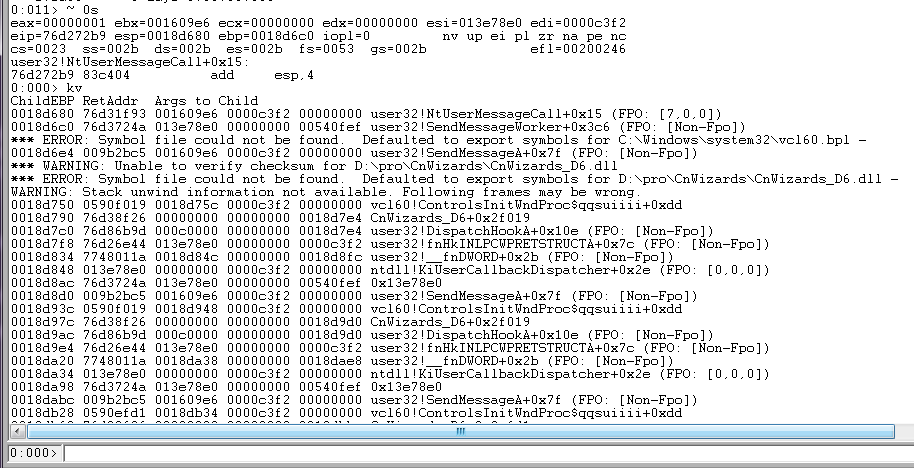 0:011> ~ 0s
eax=00000001 ebx=001609e6 ecx=00000000 edx=00000000 esi=013e78e0 edi=0000c3f2
eip=76d272b9 esp=0018d680 ebp=0018d6c0 iopl=0 nv up ei pl zr na pe nc
cs=0023 ss=002b ds=002b es=002b fs=0053 gs=002b efl=00200246
user32!NtUserMessageCall+0x15:
76d272b9 83c404 add esp,4
0:000> kv
ChildEBP RetAddr Args to Child
0018d680 76d31f93 001609e6 0000c3f2 00000000 user32!NtUserMessageCall+0x15 (FPO: [7,0,0])
0018d6c0 76d3724a 013e78e0 00000000 00540fef user32!SendMessageWorker+0x3c6 (FPO: [Non-Fpo])
*** ERROR: Symbol file could not be found. Defaulted to export symbols for C:\Windows\system32\vcl60.bpl -
0018d6e4 009b2bc5 001609e6 0000c3f2 00000000 user32!SendMessageA+0x7f (FPO: [Non-Fpo])
*** WARNING: Unable to verify checksum for D:\pro\CnWizards\CnWizards_D6.dll
*** ERROR: Symbol file could not be found. Defaulted to export symbols for D:\pro\CnWizards\CnWizards_D6.dll -
WARNING: Stack unwind information not available. Following frames may be wrong.
0018d750 0590f019 0018d75c 0000c3f2 00000000 vcl60!ControlsInitWndProc$qqsuiiii+0xdd
0018d790 76d38f26 00000000 00000000 0018d7e4 CnWizards_D6+0x2f019
0018d7c0 76d86b9d 000c0000 00000000 0018d7e4 user32!DispatchHookA+0x10e (FPO: [Non-Fpo])
0018d7f8 76d26e44 013e78e0 00000000 0000c3f2 user32!fnHkINLPCWPRETSTRUCTA+0x7c (FPO: [Non-Fpo])
0018d834 7748011a 0018d84c 00000000 0018d8fc user32!__fnDWORD+0x2b (FPO: [Non-Fpo])
0018d848 013e78e0 00000000 0000c3f2 00000000 ntdll!KiUserCallbackDispatcher+0x2e (FPO: [0,0,0])
0018d8ac 76d3724a 013e78e0 00000000 00540fef 0x13e78e0
0018d8d0 009b2bc5 001609e6 0000c3f2 00000000 user32!SendMessageA+0x7f (FPO: [Non-Fpo])
0018d93c 0590f019 0018d948 0000c3f2 00000000 vcl60!ControlsInitWndProc$qqsuiiii+0xdd
0018d97c 76d38f26 00000000 00000000 0018d9d0 CnWizards_D6+0x2f019
0018d9ac 76d86b9d 000c0000 00000000 0018d9d0 user32!DispatchHookA+0x10e (FPO: [Non-Fpo])
0018d9e4 76d26e44 013e78e0 00000000 0000c3f2 user32!fnHkINLPCWPRETSTRUCTA+0x7c (FPO: [Non-Fpo])
0018da20 7748011a 0018da38 00000000 0018dae8 user32!__fnDWORD+0x2b (FPO: [Non-Fpo])
0018da34 013e78e0 00000000 0000c3f2 00000000 ntdll!KiUserCallbackDispatcher+0x2e (FPO: [0,0,0])
0018da98 76d3724a 013e78e0 00000000 00540fef 0x13e78e0
0018dabc 009b2bc5 001609e6 0000c3f2 00000000 user32!SendMessageA+0x7f (FPO: [Non-Fpo])
0018db28 0590efd1 0018db34 0000c3f2 00000000 vcl60!ControlsInitWndProc$qqsuiiii+0xdd
0:000>